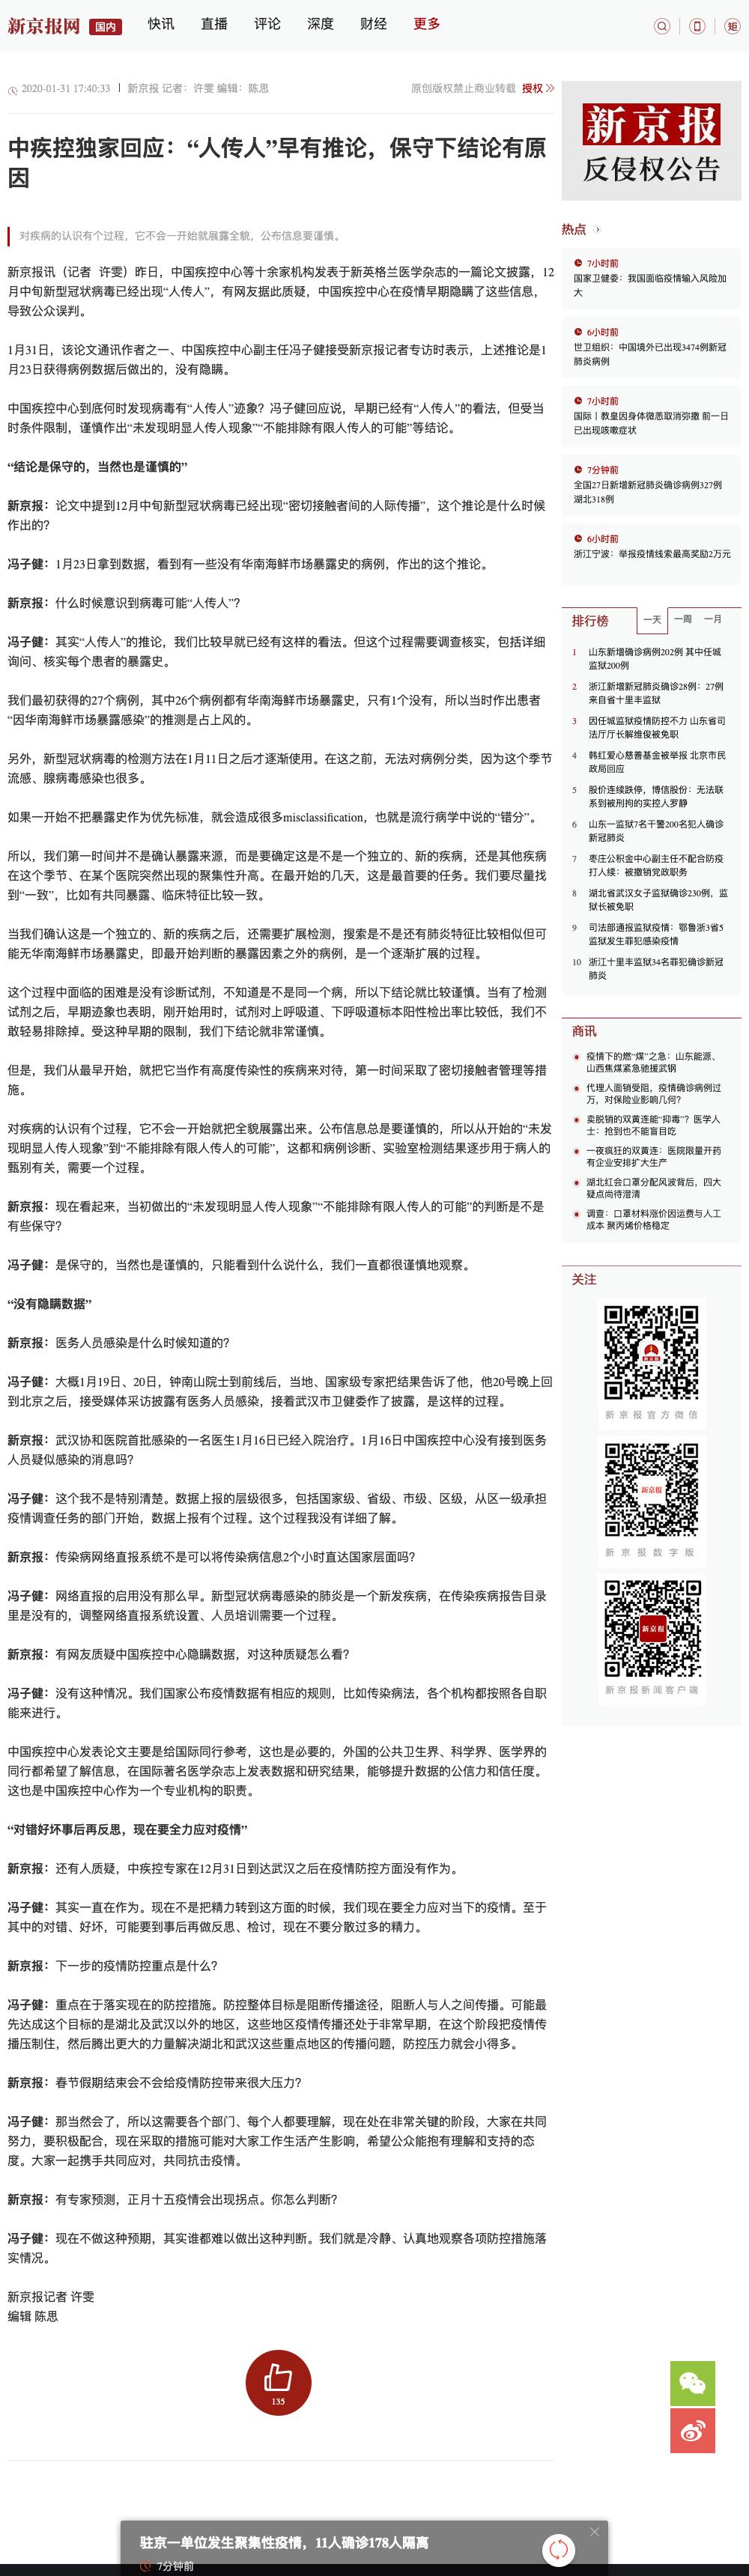 新京报网 国内 快讯 直播 评论 深度 财经 更多
矩
2020-01-31 17:40:33 新京报 记者：许雯 编辑：陈思
原创版权禁止商业转载 授权
中疾控独家回应：“人传人”早有推论，保守下结论有原
因
对疾病的认识有个过程，它不会一开始就展露全貌，公布信息要谨慎。
新京报讯（记者 许雯）昨日，中国疾控中心等十余家机构发表于新英格兰医学杂志的一篇论文披露，12
月中旬新型冠状病毒已经出现“人传人”，有网友据此质疑，中国疾控中心在疫情早期隐瞒了这些信息，
导致公众误判。
1月31日，该论文通讯作者之一、中国疾控中心副主任冯子健接受新京报记者专访时表示，上述推论是1
月23日获得病例数据后做出的，没有隐瞒。
中国疾控中心到底何时发现病毒有“人传人”迹象？冯子健回应说，早期已经有“人传人”的看法，但受当
时条件限制，谨慎作出“未发现明显人传人现象”“不能排除有限人传人的可能”等结论。
“结论是保守的，当然也是谨慎的”
新京报：论文中提到12月中旬新型冠状病毒已经出现“密切接触者间的人际传播”，这个推论是什么时候
作出的？
冯子健：1月23日拿到数据，看到有一些没有华南海鲜市场暴露史的病例，作出的这个推论。
新京报：什么时候意识到病毒可能“人传人”？
冯子健：其实“人传人”的推论，我们比较早就已经有这样的看法。但这个过程需要调查核实，包括详细
询问、核实每个患者的暴露史。
我们最初获得的27个病例，其中26个病例都有华南海鲜市场暴露史，只有1个没有，所以当时作出患者
“因华南海鲜市场暴露感染”的推测是占上风的。
另外，新型冠状病毒的检测方法在1月11日之后才逐渐使用。在这之前，无法对病例分类，因为这个季节
流感、腺病毒感染也很多。
如果一开始不把暴露史作为优先标准，就会造成很多misclassification，也就是流行病学中说的“错分”。
所以，我们第一时间并不是确认暴露来源，而是要确定这是不是一个独立的、新的疾病，还是其他疾病
在这个季节、在某个医院突然出现的聚集性升高。在最开始的几天，这是最首要的任务。我们要尽量找
到“一致”，比如有共同暴露、临床特征比较一致。
当我们确认这是一个独立的、新的疾病之后，还需要扩展检测，搜索是不是还有肺炎特征比较相似但可
能无华南海鲜市场暴露史，即最开始判断的暴露因素之外的病例，是一个逐渐扩展的过程。
这个过程中面临的困难是没有诊断试剂，不知道是不是同一个病，所以下结论就比较谨慎。当有了检测
试剂之后，早期迹象也表明，刚开始用时，试剂对上呼吸道、下呼吸道标本阳性检出率比较低，我们不
敢轻易排除掉。受这种早期的限制，我们下结论就非常谨慎。
但是，我们从最早开始，就把它当作有高度传染性的疾病来对待，第一时间采取了密切接触者管理等措
施。
对疾病的认识有个过程，它不会一开始就把全貌展露出来。公布信息总是要谨慎的，所以从开始的“未发
现明显人传人现象”到“不能排除有限人传人的可能”，这都和病例诊断、实验室检测结果逐步用于病人的
甄别有关，需要一个过程。
新京报：现在看起来，当初做出的“未发现明显人传人现象”“不能排除有限人传人的可能”的判断是不是
有些保守？
冯子健：是保守的，当然也是谨慎的，只能看到什么说什么，我们一直都很谨慎地观察。
“没有隐瞒数据”
新京报：医务人员感染是什么时候知道的？
冯子健：大概1月19日、20日，钟南山院士到前线后，当地、国家级专家把结果告诉了他，他20号晚上回
到北京之后，接受媒体采访披露有医务人员感染，接着武汉市卫健委作了披露，是这样的过程。
新京报：武汉协和医院首批感染的一名医生1月16日已经入院治疗。1月16日中国疾控中心没有接到医务
人员疑似感染的消息吗？
冯子健：这个我不是特别清楚。数据上报的层级很多，包括国家级、省级、市级、区级，从区一级承担
疫情调查任务的部门开始，数据上报有个过程。这个过程我没有详细了解。
新京报：传染病网络直报系统不是可以将传染病信息2个小时直达国家层面吗？
冯子健：网络直报的启用没有那么早。新型冠状病毒感染的肺炎是一个新发疾病，在传染疾病报告目录
里是没有的，调整网络直报系统设置、人员培训需要一个过程。
新京报：有网友质疑中国疾控中心隐瞒数据，对这种质疑怎么看？
冯子健：没有这种情况。我们国家公布疫情数据有相应的规则，比如传染病法，各个机构都按照各自职
能来进行。
中国疾控中心发表论文主要是给国际同行参考，这也是必要的，外国的公共卫生界、科学界、医学界的
同行都希望了解信息，在国际著名医学杂志上发表数据和研究结果，能够提升数据的公信力和信任度。
这也是中国疾控中心作为一个专业机构的职责。
“对错好坏事后再反思，现在要全力应对疫情”
新京报：还有人质疑，中疾控专家在12月31日到达武汉之后在疫情防控方面没有作为。
冯子健：其实一直在作为。现在不是把精力转到这方面的时候，我们现在要全力应对当下的疫情。至于
其中的对错、好坏，可能要到事后再做反思、检讨，现在不要分散过多的精力。
新京报：下一步的疫情防控重点是什么？
冯子健：重点在于落实现在的防控措施。防控整体目标是阻断传播途径，阻断人与人之间传播。可能最
先达成这个目标的是湖北及武汉以外的地区，这些地区疫情传播还处于非常早期，在这个阶段把疫情传
播压制住，然后腾出更大的力量解决湖北和武汉这些重点地区的传播问题，防控压力就会小得多。
新京报：春节假期结束会不会给疫情防控带来很大压力？
冯子健：那当然会了，所以这需要各个部门、每个人都要理解，现在处在非常关键的阶段，大家在共同
努力，要积极配合，现在采取的措施可能对大家工作生活产生影响，希望公众能抱有理解和支持的态
度。大家一起携手共同应对，共同抗击疫情。
新京报：有专家预测，正月十五疫情会出现拐点。你怎么判断？
冯子健：现在不做这种预期，其实谁都难以做出这种判断。我们就是冷静、认真地观察各项防控措施落
实情况。
新京报记者 许雯
编辑 陈思
135
新京报
反侵权公告
热点
7小时前
国家卫健委：我国面临疫情输入风险加
大
6小时前
世卫组织：中国境外已出现3474例新冠
肺炎病例
7小时前
国际丨教皇因身体微恙取消弥撒 前一日
已出现咳嗽症状
7分钟前
全国27日新增新冠肺炎确诊病例327例
湖北318例
6小时前
浙江宁波：举报疫情线索最高奖励2万元
排行榜 一天 一周 一月
1 山东新增确诊病例202例 其中任城
监狱200例
2 浙江新增新冠肺炎确诊28例：27例
来自省十里丰监狱
3 因任城监狱疫情防控不力 山东省司
法厅厅长解维俊被免职
4 韩红爱心慈善基金被举报 北京市民
政局回应
5 股价连续跌停，博信股份：无法联
系到被刑拘的实控人罗静
6 山东一监狱7名干警200名犯人确诊
新冠肺炎
7 枣庄公积金中心副主任不配合防疫
打人续：被撤销党政职务
8 湖北省武汉女子监狱确诊230例，监
狱长被免职
9 司法部通报监狱疫情：鄂鲁浙3省5
监狱发生罪犯感染疫情
10 浙江十里丰监狱34名罪犯确诊新冠
肺炎
商讯
疫情下的燃“煤”之急：山东能源、
山西焦煤紧急驰援武钢
代理人面销受阻，疫情确诊病例过
万，对保险业影响几何？
卖脱销的双黄连能“抑毒”？医学人
士：抢到也不能盲目吃
一夜疯狂的双黄连：医院限量开药
有企业安排扩大生产
湖北红会口罩分配风波背后，四大
疑点尚待澄清
调查：口罩材料涨价因运费与人工
成本 聚丙烯价格稳定
关注
新京报官方微信
新京报
新京报数字版
新京报
新京报新闻客户端
驻京一单位发生聚集性疫情，11人确诊178人隔离
7分钟前